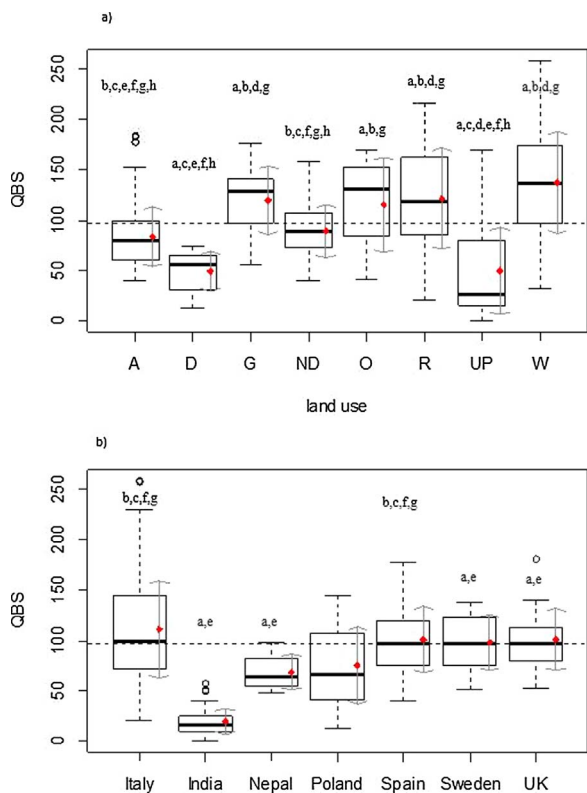 a)
QBS
250
200
150
100
50
0
b,c,e,f,g,h
a,c,e,f,h
a,b,d,g
b,c,f,g,h
a,b,g
a,b,d,g
a,c,d,e,f,h
a,b,d,g
A D G ND O R UP W
land use
b)
QBS
250
200
150
100
50
0
b,c,f,g
a,e
a,e
b,c,f,g
a,e
a,e
Italy India Nepal Poland Spain Sweden UK